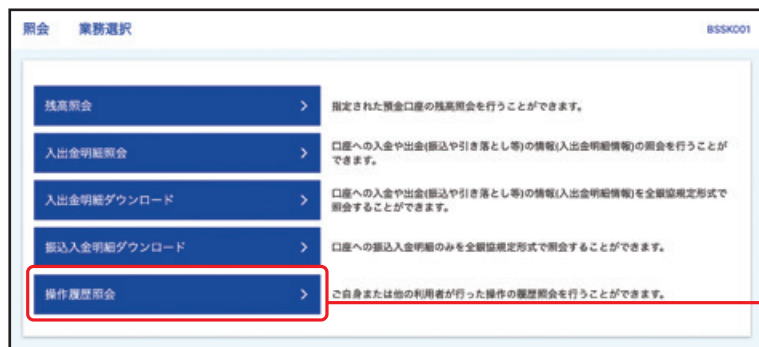 照会 業務選択 BSSK001
残高照会 > 指定された預金口座の残高照会を行うことができます。
入出金明細照会 > 口座への入金や出金(振込や引き落とし等)の情報(入出金明細情報)の照会を行うことが
できます。
入出金明細ダウンロード > 口座への入金や出金(振込や引き落とし等)の情報(入出金明細情報)を全銀協規定形式で
照会することができます。
振込入金明細ダウンロード > 口座への振込入金明細のみを全銀協規定形式で照会することができます。
操作履歴照会 > ご自身または他の利用者が行った操作の履歴照会を行うことができます。